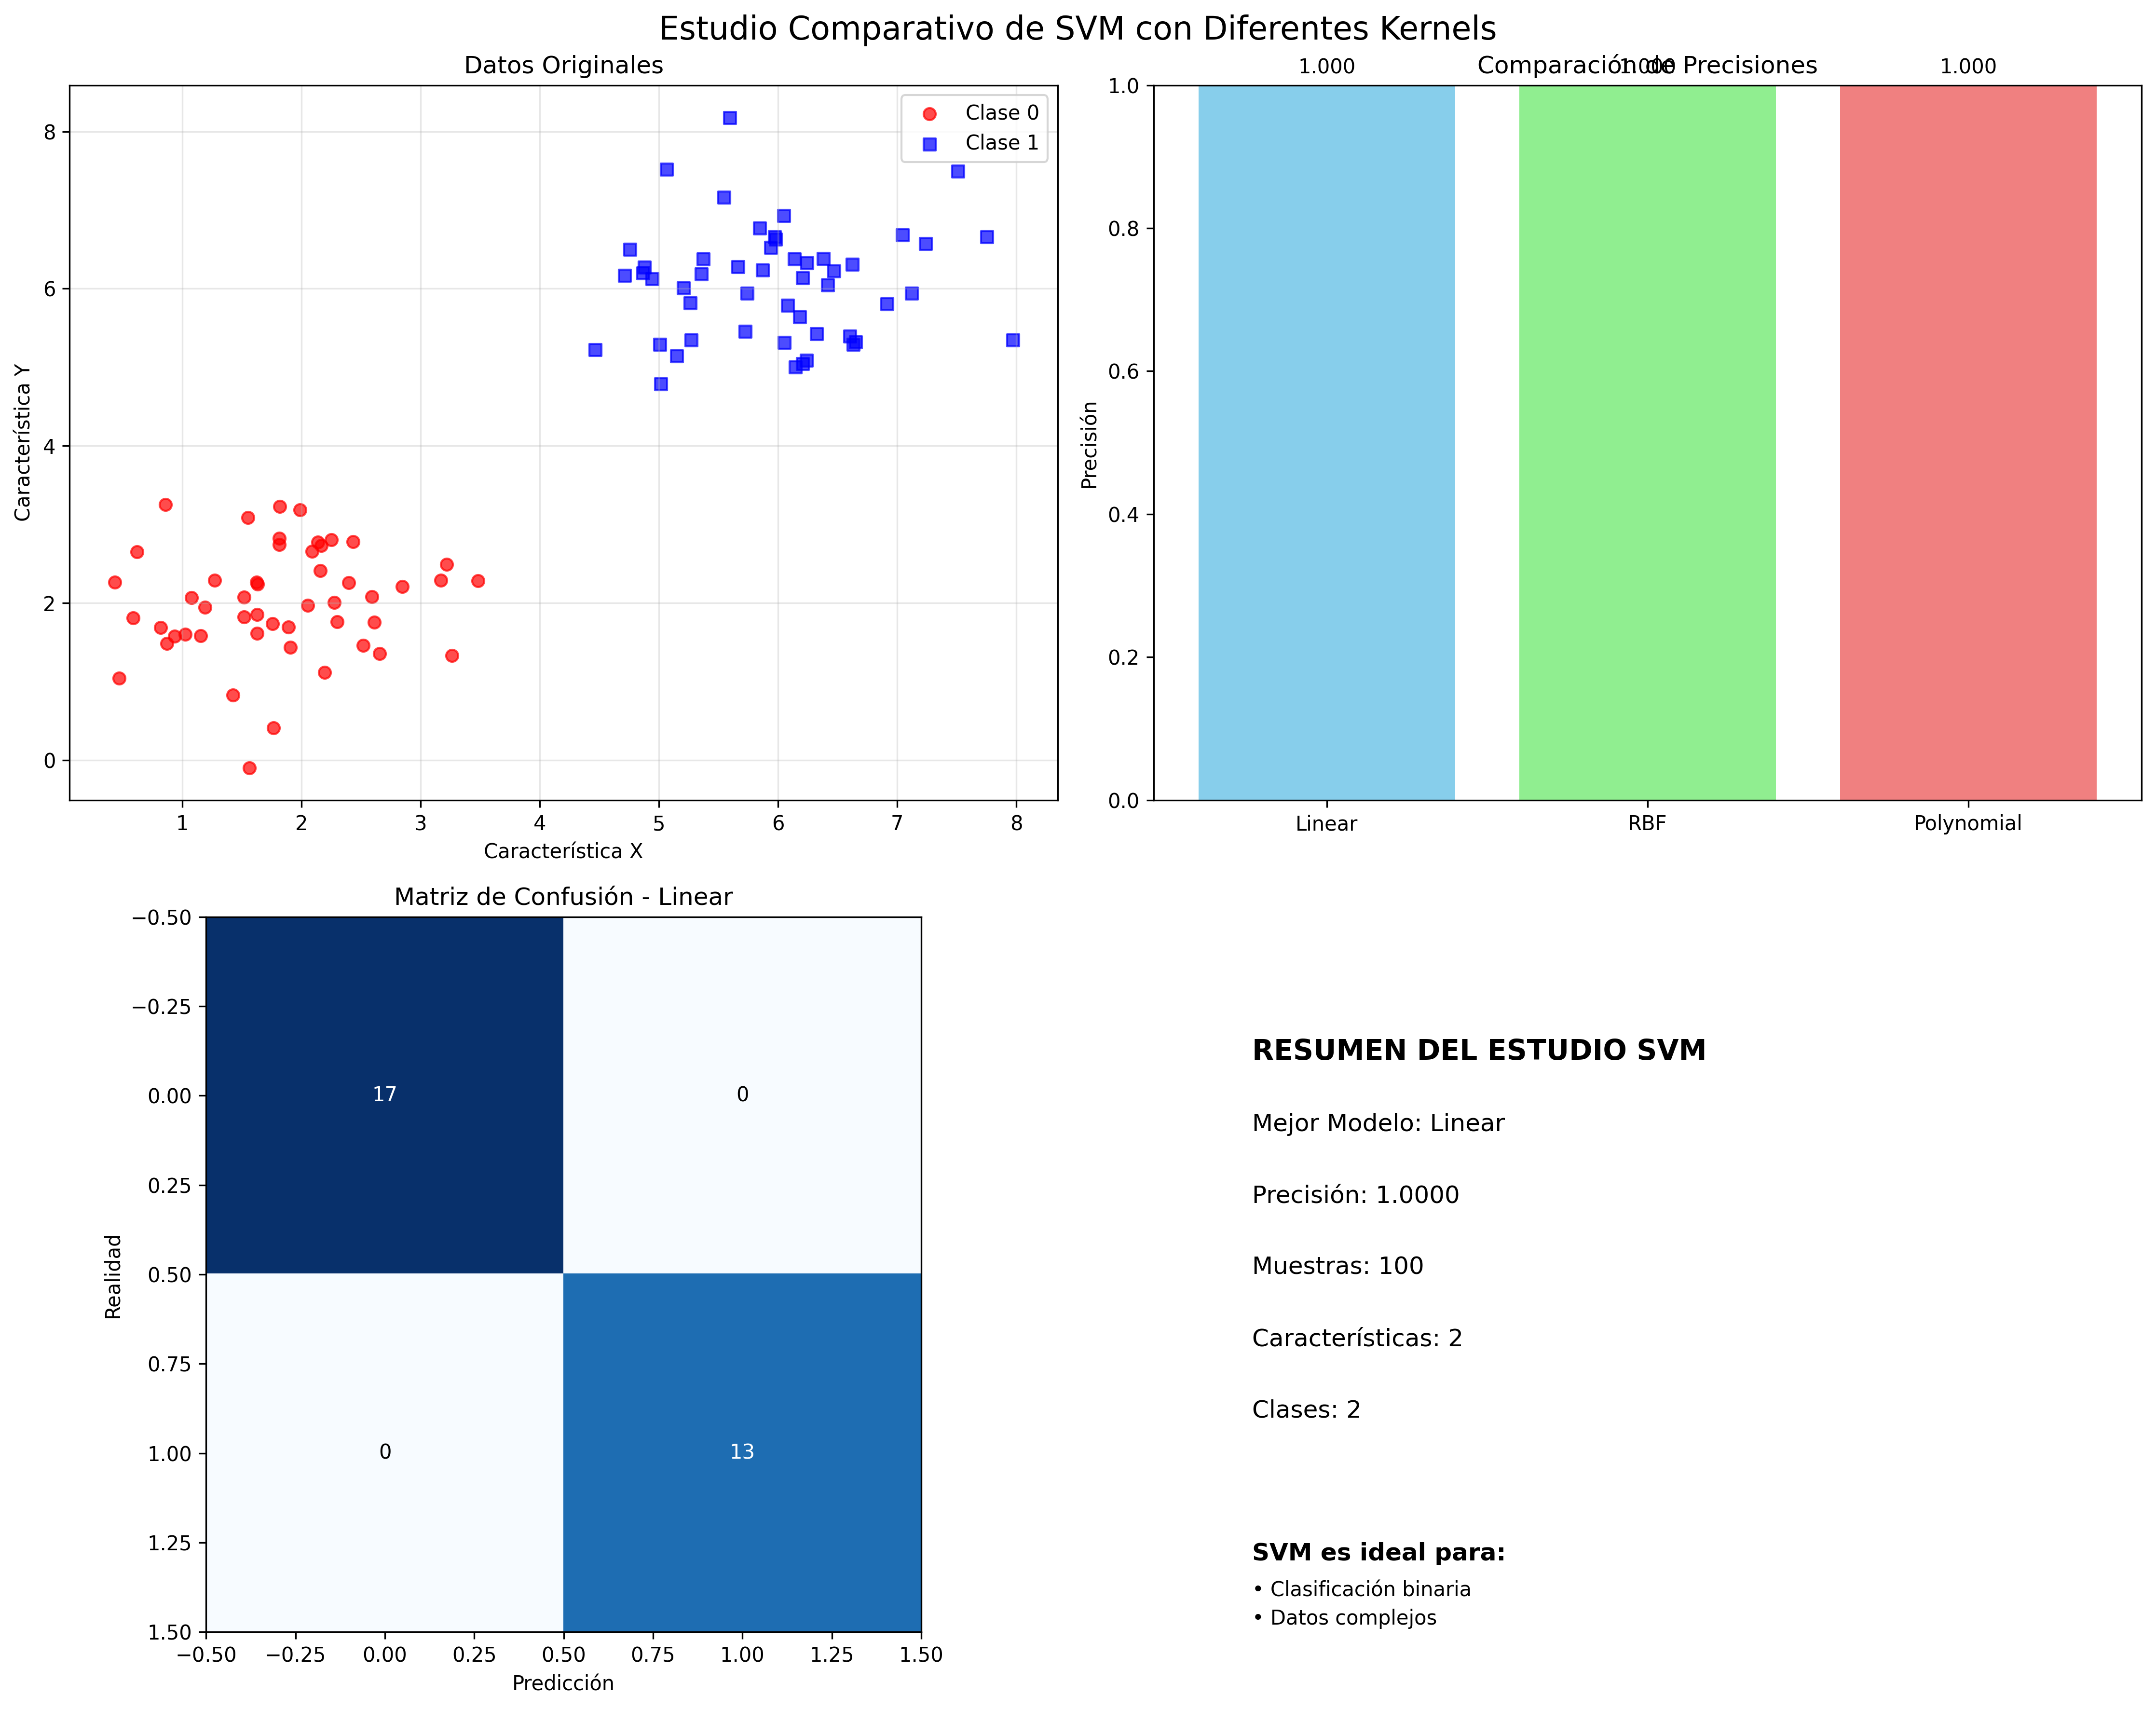 Estudio Comparativo de SVM con Diferentes Kernels
Datos Originales
Clase 0
Clase 1
8
6
4
2
0
Característica Y
1 2 3 4 5 6 7 8
Característica X
Comparación de Precisiones
1.000 1.000 1.000
1.0
0.8
0.6
0.4
0.2
0.0
Precisión
Linear RBF Polynomial
Matriz de Confusión - Linear
−0.50
−0.25
0.00
0.25
0.50
0.75
1.00
1.25
1.50
Realidad
17 0
0 13
−0.50 −0.25 0.00 0.25 0.50 0.75 1.00 1.25 1.50
Predicción
RESUMEN DEL ESTUDIO SVM
Mejor Modelo: Linear
Precisión: 1.0000
Muestras: 100
Características: 2
Clases: 2
SVM es ideal para:
• Clasificación binaria
• Datos complejos